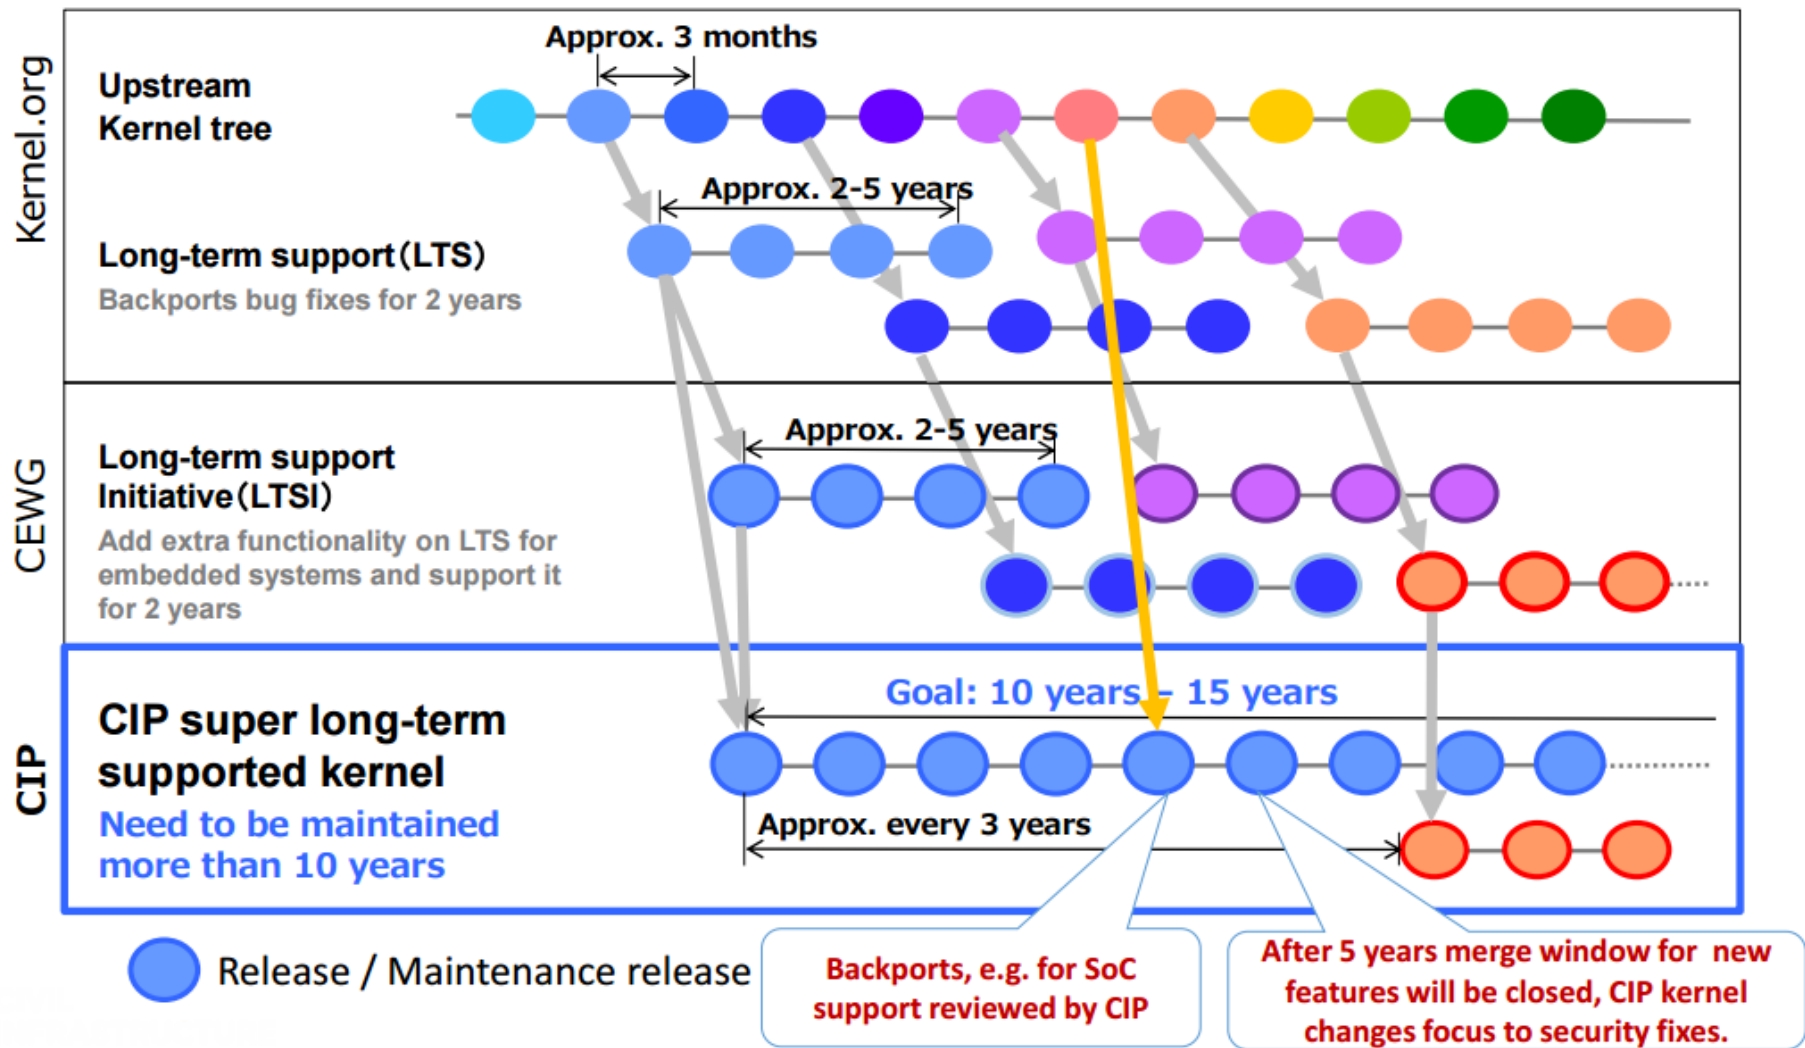 Kernel.org
Approx. 3 months
Upstream
Kernel tree
Approx. 2-5 years
Long-term support(LTS)
Backports bug fixes for 2 years
CEWG
Approx. 2-5 years
Long-term support
Initiative(LTSI)
Add extra functionality on LTS for
embedded systems and support it
for 2 years
CIP
Goal: 10 years – 15 years
CIP super long-term
supported kernel
Need to be maintained
more than 10 years
Approx. every 3 years
Release / Maintenance release
Backports, e.g. for SoC
support reviewed by CIP
After 5 years merge window for new
features will be closed, CIP kernel
changes focus to security fixes.